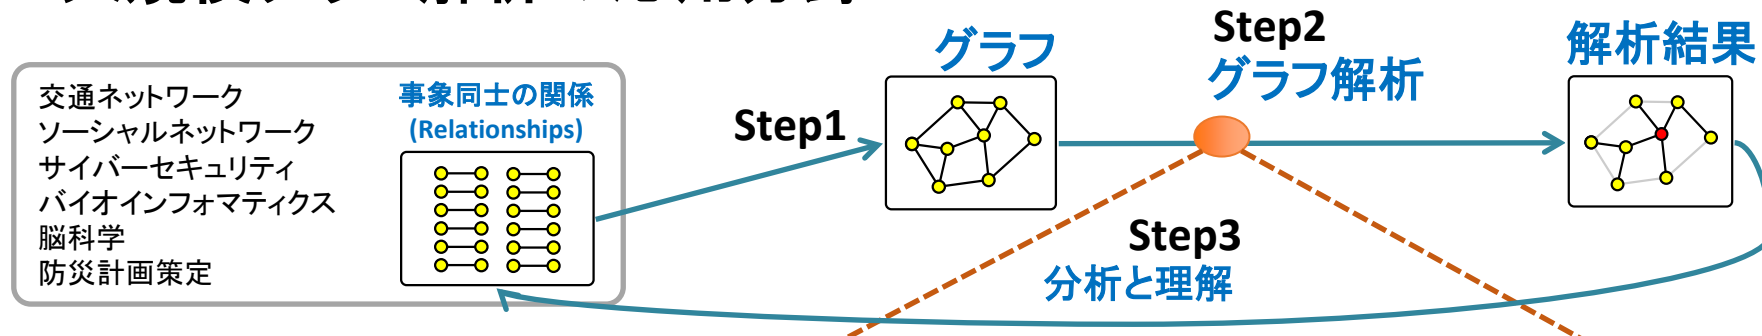 交通ネットワーク
ソーシャルネットワーク
サイバーセキュリティ
バイオインフォマティクス
脳科学
防災計画策定
事象同士の関係
(Relationships)
Step1
グラフ
Step2
グラフ解析
解析結果
Step3
分析と理解